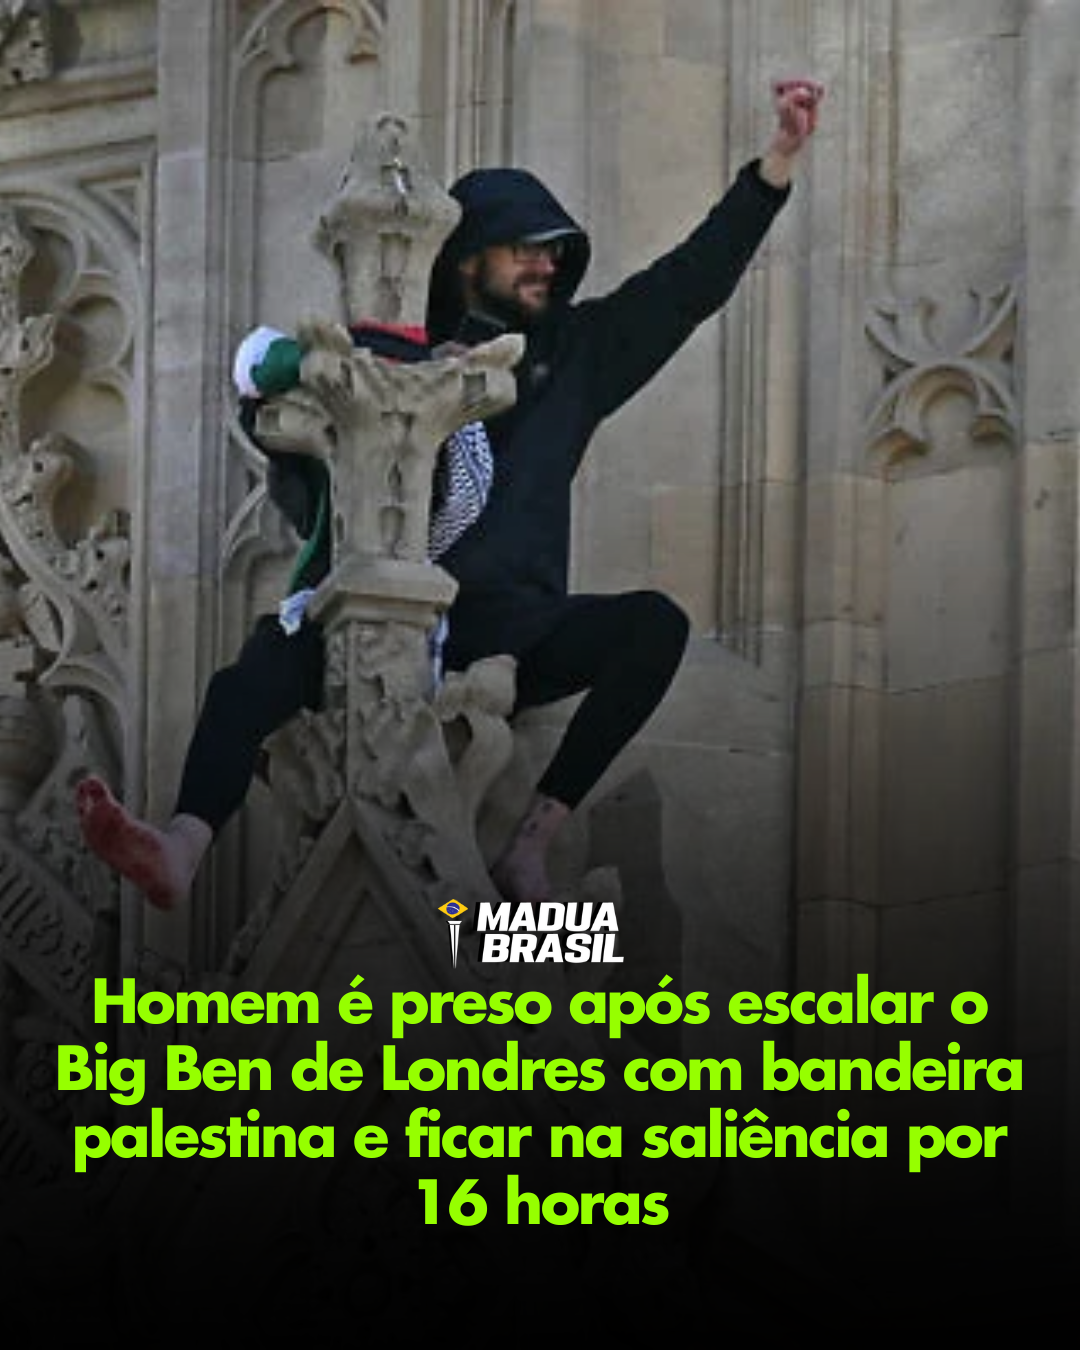 MADUA
BRASIL
Homem é preso após escalar o
Big Ben de Londres com bandeira
palestina e ficar na saliência por
16 horas